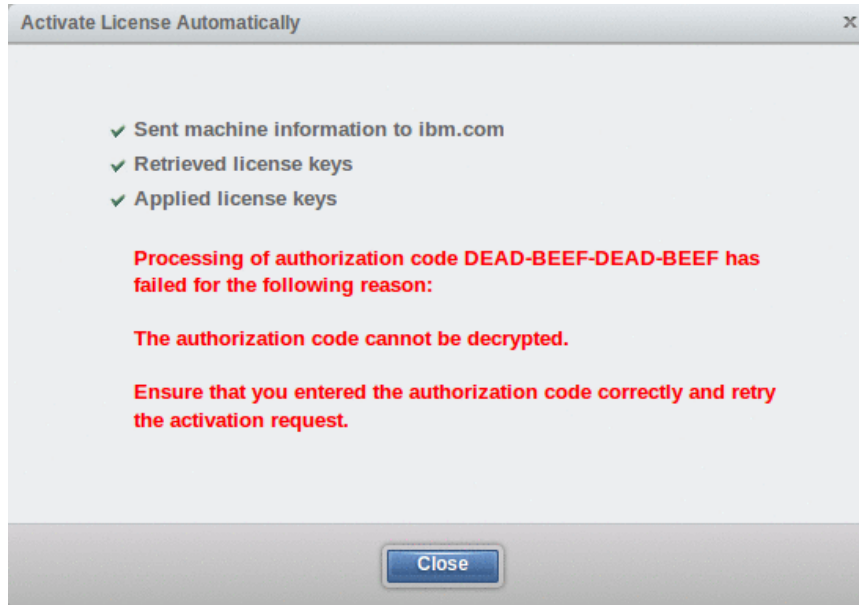 Activate License Automatically x
Sent machine information to ibm.com
Retrieved license keys
Applied license keys
Processing of authorization code DEAD-BEEF-DEAD-BEEF has
failed for the following reason:
The authorization code cannot be decrypted.
Ensure that you entered the authorization code correctly and retry
the activation request.
Close